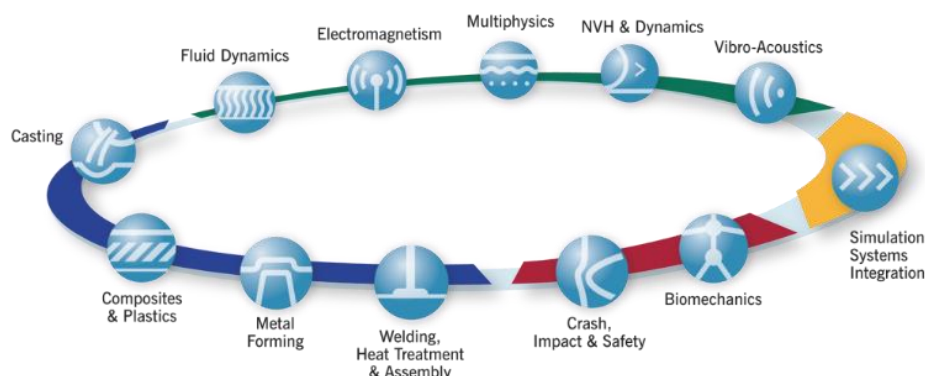 Multiphysics
NVH & Dynamics
Electromagnetism
Vibro-Acoustics
Fluid Dynamics
Casting
Simulation
Systems
Integration
Composites
& Plastics
Metal
Forming
Welding,
Heat Treatment
& Assembly
Crash,
Impact & Safety
Biomechanics